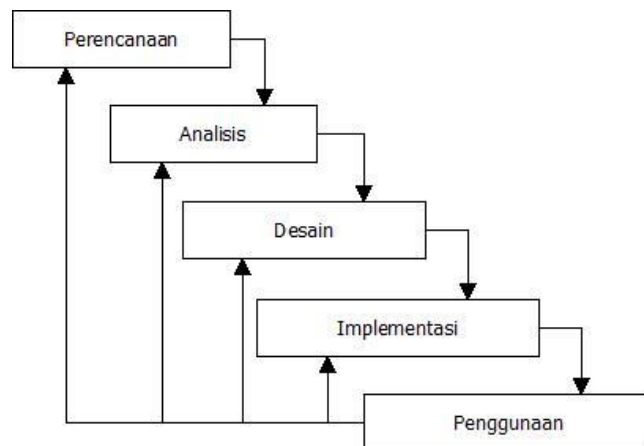 Perencanaan
Analisis
Desain
Implementasi
Penggunaan